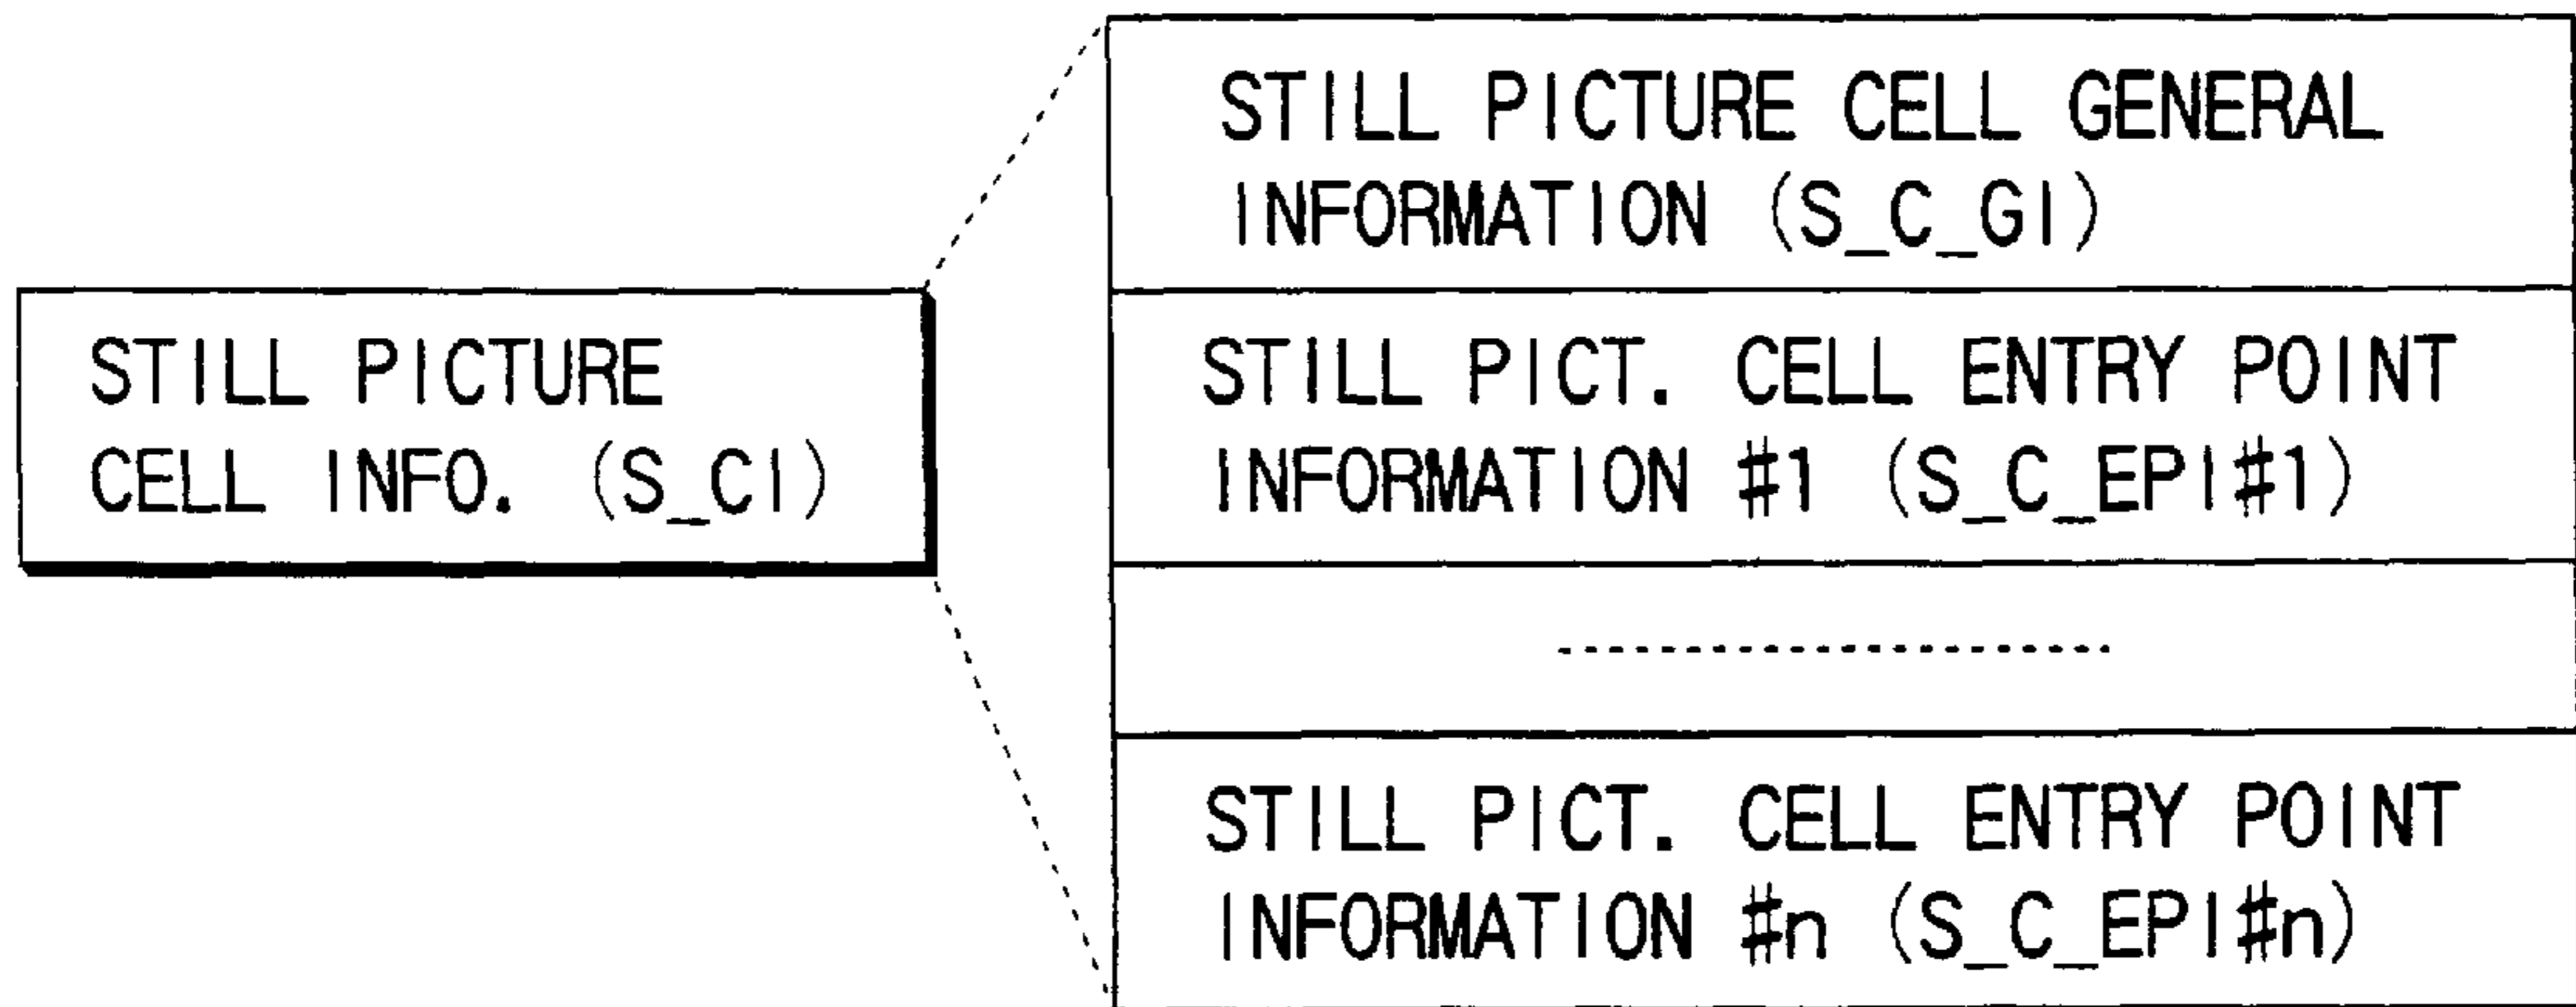 STILL PICTURE
CELL INFO. (S_CI)
STILL PICTURE CELL GENERAL
INFORMATION (S_C_GI)
STILL PICT. CELL ENTRY POINT
INFORMATION #1 (S_C_EPI#1)
STILL PICT. CELL ENTRY POINT
INFORMATION #n (S_C_EPI#n)